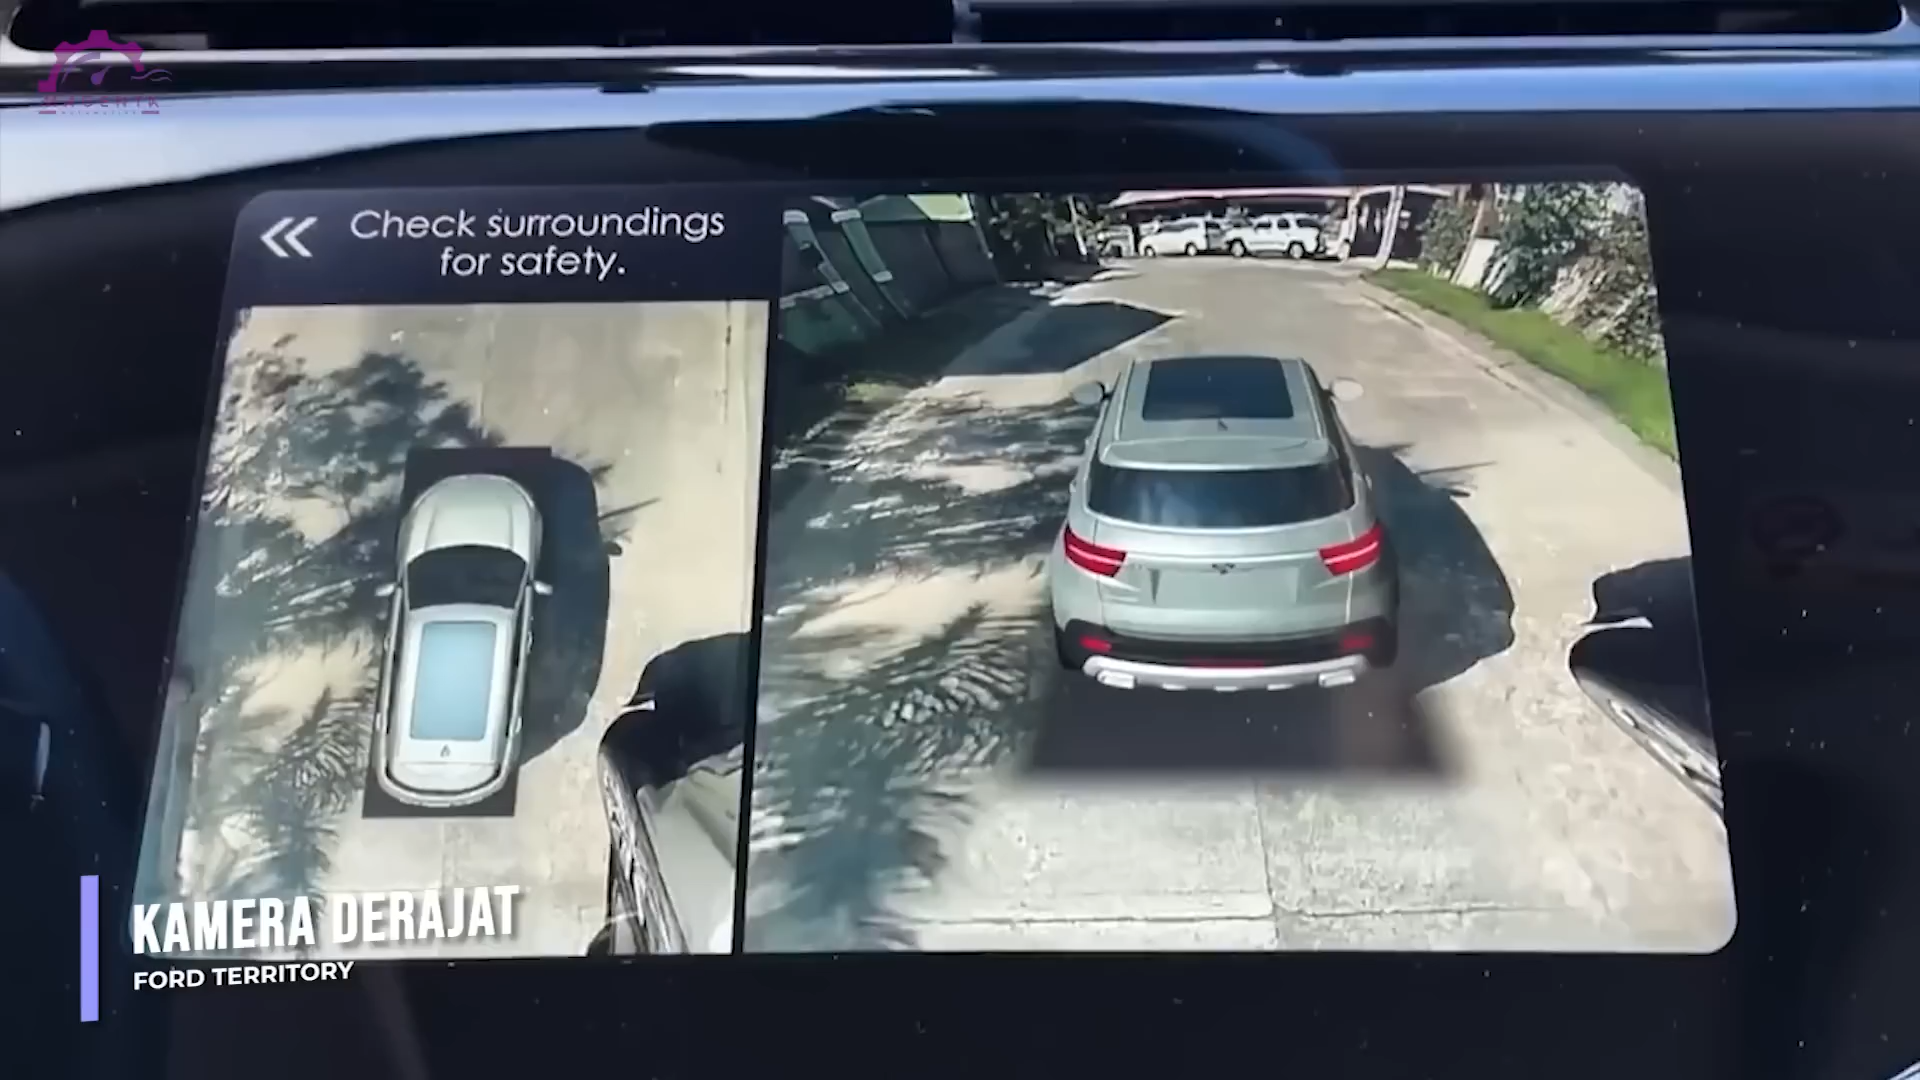 Check surroundings
for safety.
KAMERA DERAJAT
FORD TERRITORY